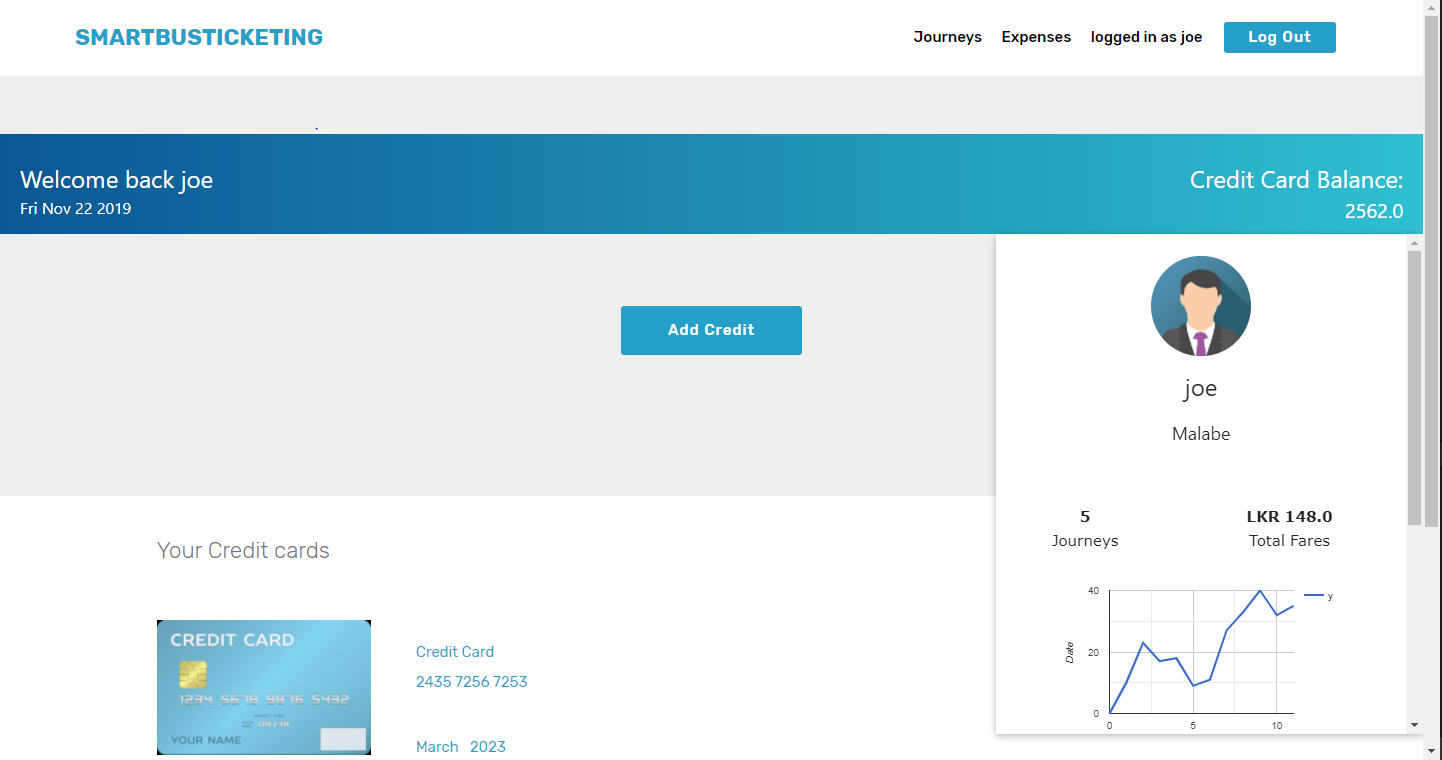 SMARTBUSTICKETING
Journeys Expenses logged in as joe Log Out
Welcome back joe
Fri Nov 22 2019
Credit Card Balance:
2562.0
Add Credit
joe
Malabe
5
Journeys
LKR 148.0
Total Fares
40
20
0
Date
0 5 10
y
Your Credit cards
CREDIT CARD
1234 5678 9876 5432
09/19
YOUR NAME
Credit Card
2435 7256 7253
March 2023